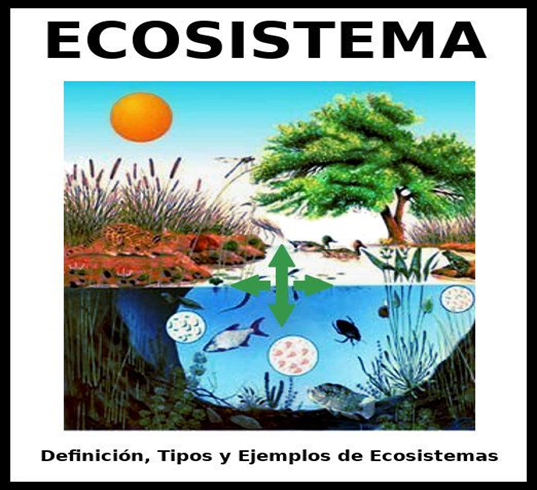 ECOSISTEMA
Definición, Tipos y Ejemplos de Ecosistemas